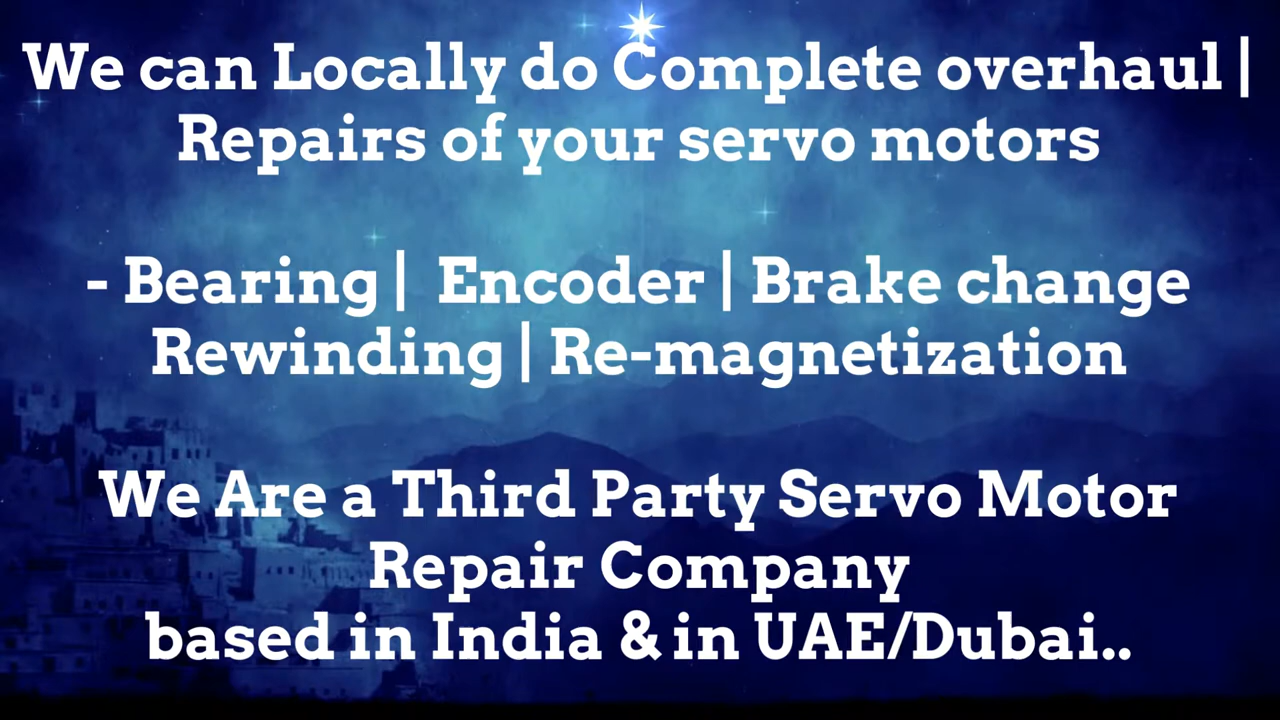 We can Locally do Complete overhaul |
Repairs of your servo motors
- Bearing | Encoder | Brake change
Rewinding | Re-magnetization
We Are a Third Party Servo Motor
Repair Company
based in India & in UAE/Dubai..